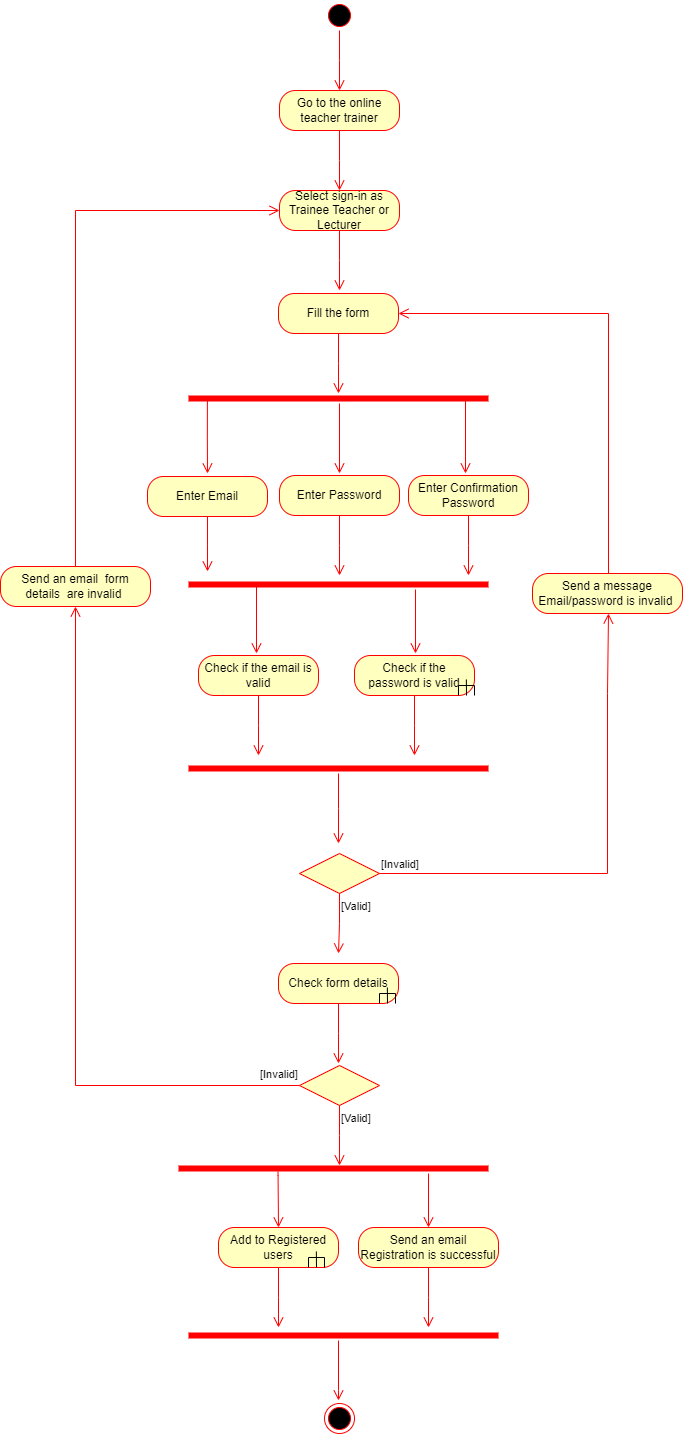 Go to the online
teacher trainer
Select sign-in as
Trainee Teacher or
Lecturer
Fill the form
Enter Email
Enter Password
Enter Confirmation
Password
Send an email  form
details  are invalid
Send a message
Email/password is invalid
Check if the email is
valid
Check if the
password is valid
[Invalid]
[Valid]
Check form details
[Invalid]
[Valid]
Add to Registered
users
Send an email
Registration is successful